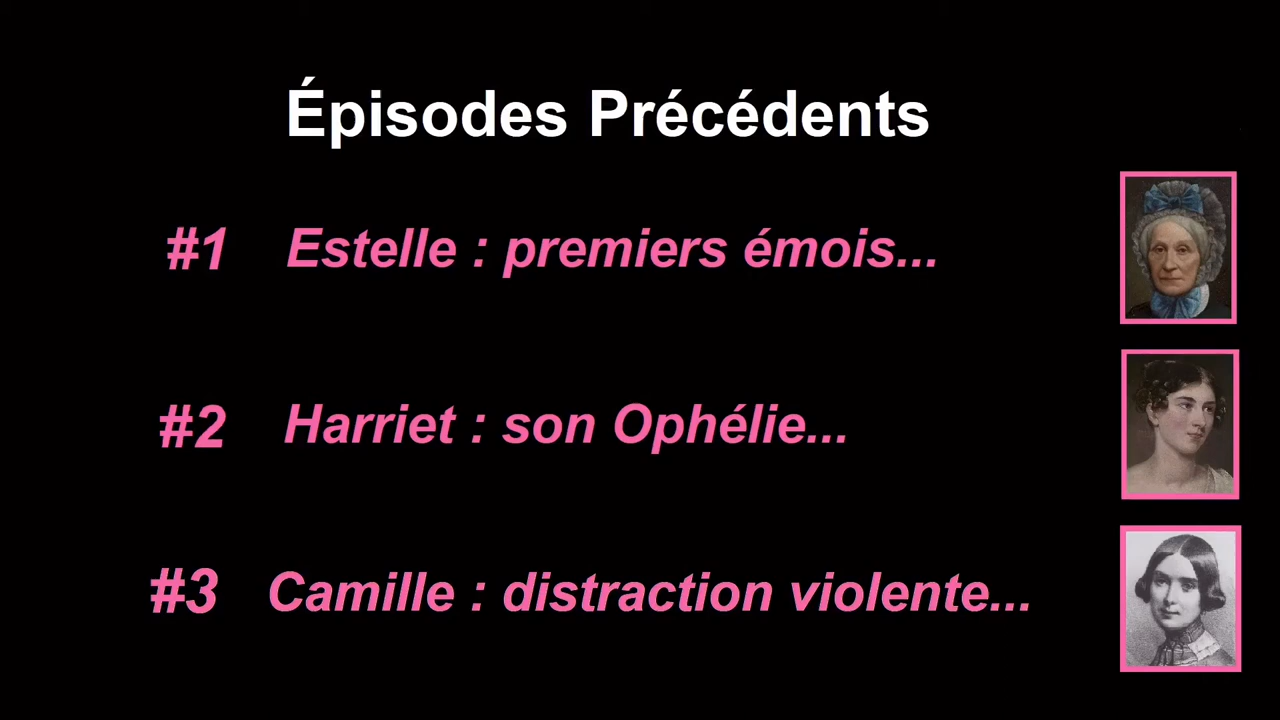 Épisodes Précédents
#1 Estelle : premiers émois...
#2 Harriet : son Ophélie...
#3 Camille : distraction violente...